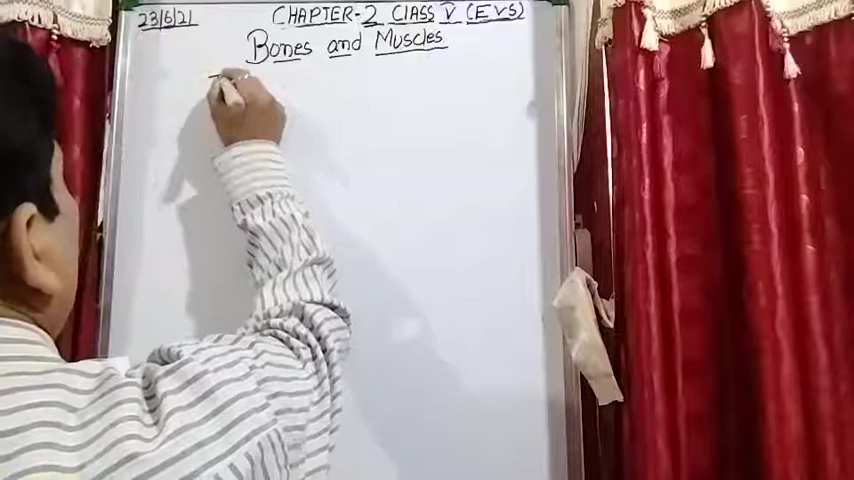 23/6/21 CHAPTER-2 CLASS V (EVS)
Bones and Muscles